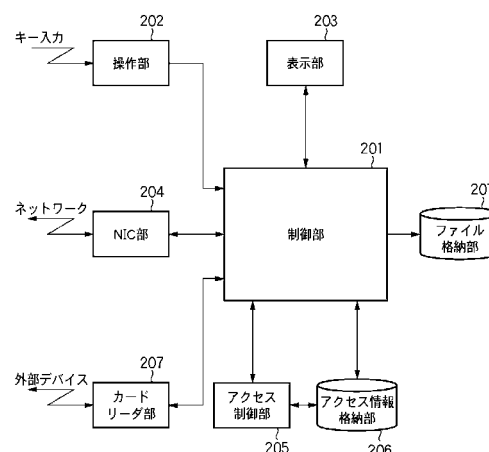 キー入力
202
操作部
203
表示部
201
制御部
ネットワーク
204
NIC部
ファイル
格納部
外部デバイス
207
カード
リーダ部
アクセス
制御部
205
アクセス情報
格納部
206